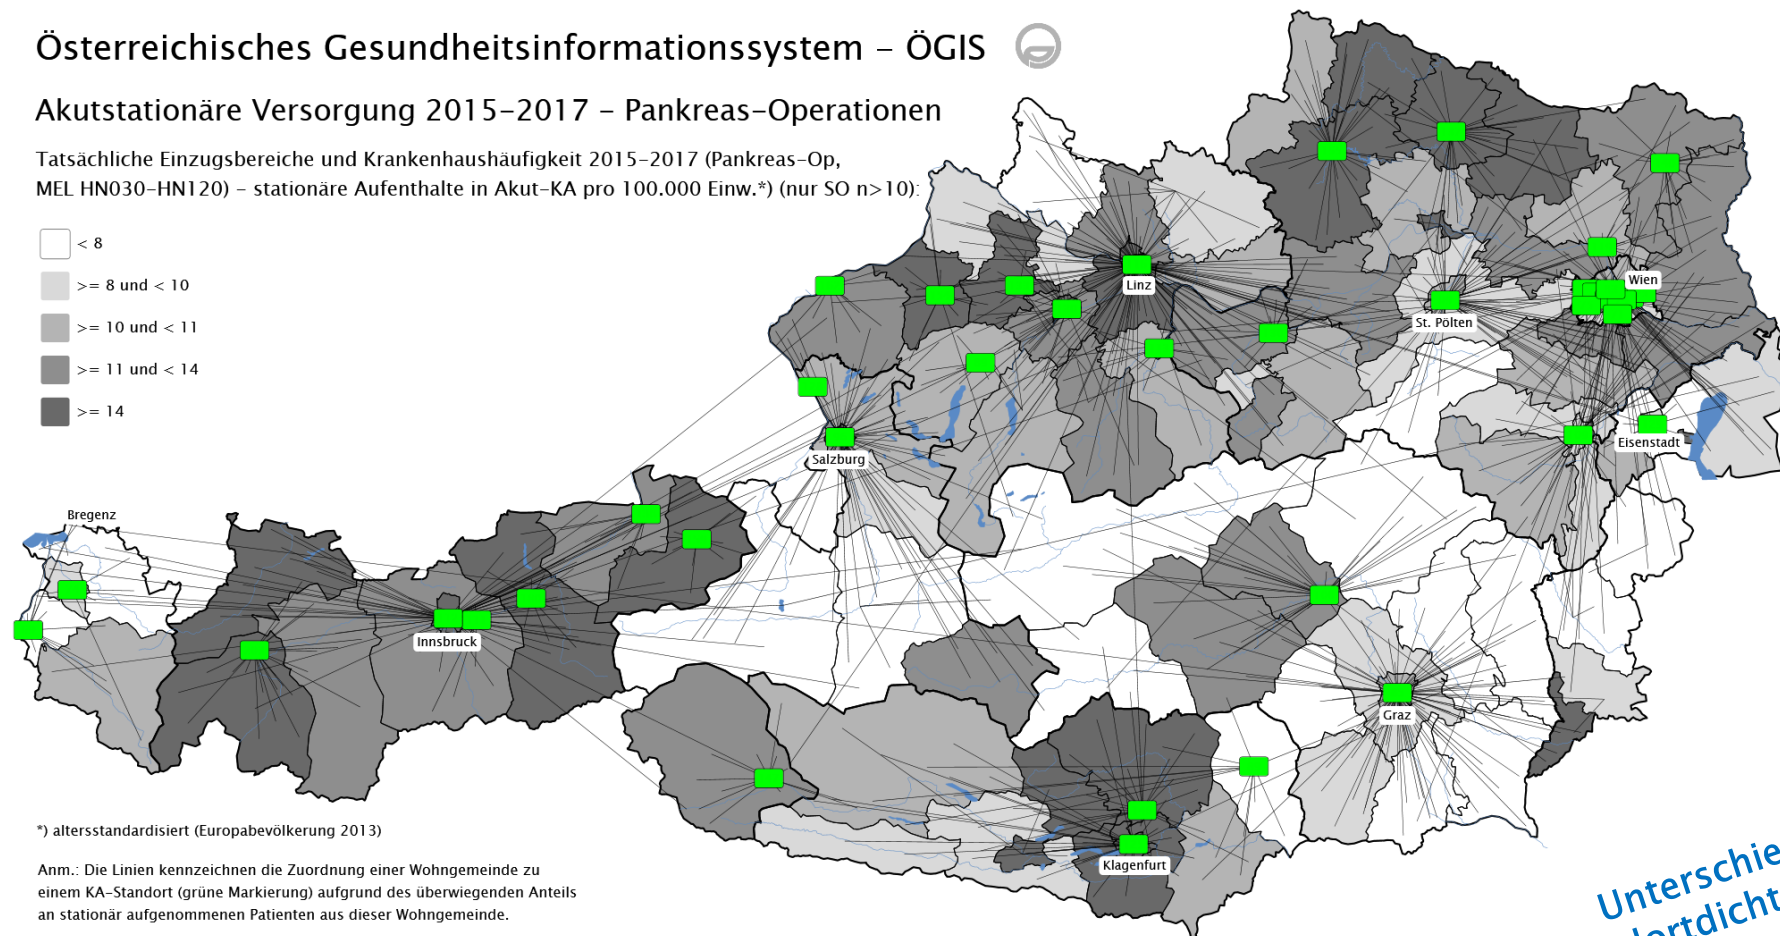 Österreichisches Gesundheitsinformationssystem – ÖGIS
Akutstationäre Versorgung 2015-2017 - Pankreas-Operationen
Tatsächliche Einzugsbereiche und Krankenhaushäufigkeit 2015-2017 (Pankreas-Op,
MEL HN030-HN120) - stationäre Aufenthalte in Akut-KA pro 100.000 Einw.*) (nur SO n>10):
< 8
>= 8 und < 10
>= 10 und < 11
>= 11 und < 14
>= 14
Linz
Wien
St. Pölten
Eisenstadt
Salzburg
Bregenz
Innsbruck
Graz
Klagenfurt
*) altersstandardisiert (Europabevölkerung 2013)
Anm.: Die Linien kennzeichnen die Zuordnung einer Wohngemeinde zu
einem KA-Standort (grüne Markierung) aufgrund des überwiegenden Anteils
an stationär aufgenommenen Patienten aus dieser Wohngemeinde.